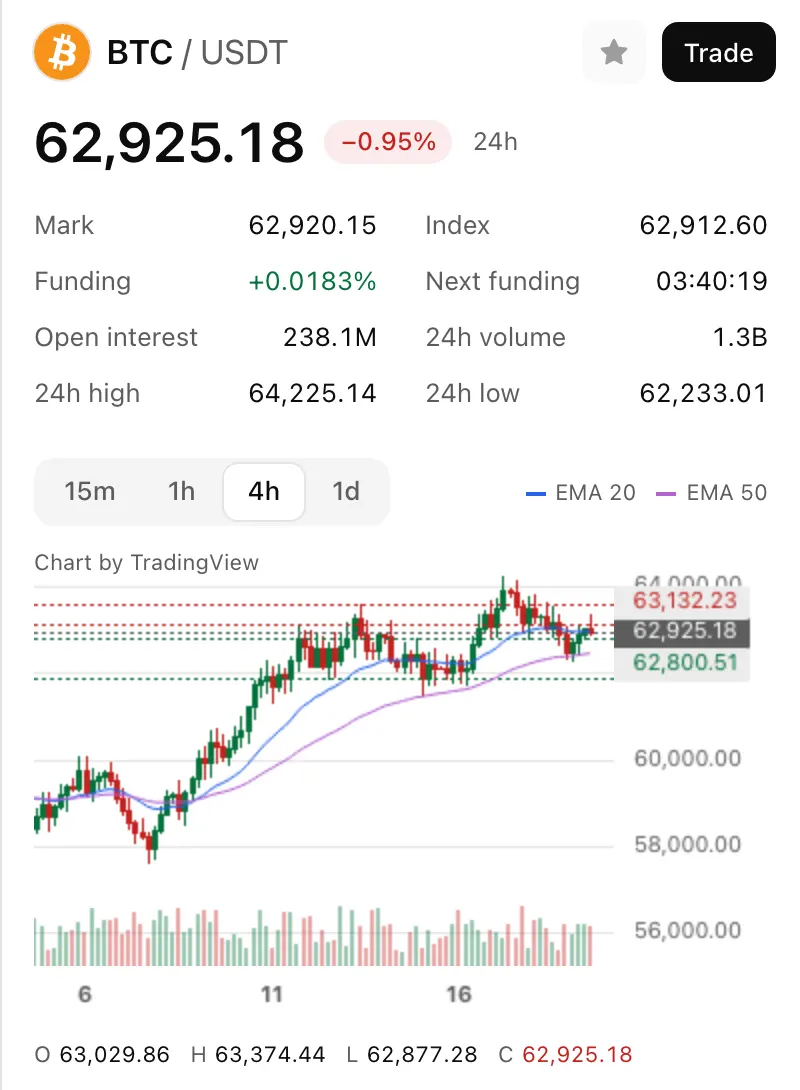 BTC / USDT
Trade
62,925.18 −0.95% 24h
Mark 62,920.15 Index 62,912.60
Funding +0.0183% Next funding 03:40:19
Open interest 238.1M 24h volume 1.3B
24h high 64,225.14 24h low 62,233.01
15m 1h 4h 1d EMA 20 EMA 50
Chart by TradingView
64,000.00
63,132.23
62,925.18
62,800.51
60,000.00
58,000.00
56,000.00
6 11 16
O 63,029.86 H 63,374.44 L 62,877.28 C 62,925.18